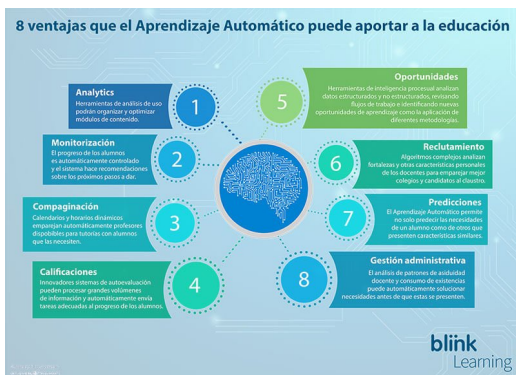 8 ventajas que el Aprendizaje Automático puede aportar a la educación
Analytics
Herramientas de análisis de uso
podrán organizar y optimizar
módulos de contenido.
1
Monitorización
El progreso de los alumnos
es automáticamente controlado
y el sistema hace recomendaciones
sobre los próximos pasos a dar.
2
Compaginación
Calendarios y horarios dinámicos
emparejan automáticamente profesores
disponibles para tutorías con alumnos
que las necesiten.
3
Calificaciones
Innovadores sistemas de autoevaluación
pueden procesar grandes volúmenes
de información y automáticamente envía
tareas adecuadas al progreso de los alumnos.
4
5
Oportunidades
Herramientas de inteligencia procesual analizan
datos estructurados y no estructurados, revisando
flujos de trabajo e identificando nuevas
oportunidades de aprendizaje como la aplicación de
diferentes metodologías.
6
Reclutamiento
Algoritmos complejos analizan
fortalezas y otras características personales
de los docentes para emparejar mejor
colegios y candidatos al claustro.
7
Predicciones
El Aprendizaje Automático permite
no solo predecir las necesidades
de un alumno como de otros que
presenten características similares.
8
Gestión administrativa
El análisis de patrones de asiduidad
docente y consumo de existencias
puede automáticamente solucionar
necesidades antes de que estas se presenten.
blink
Learning